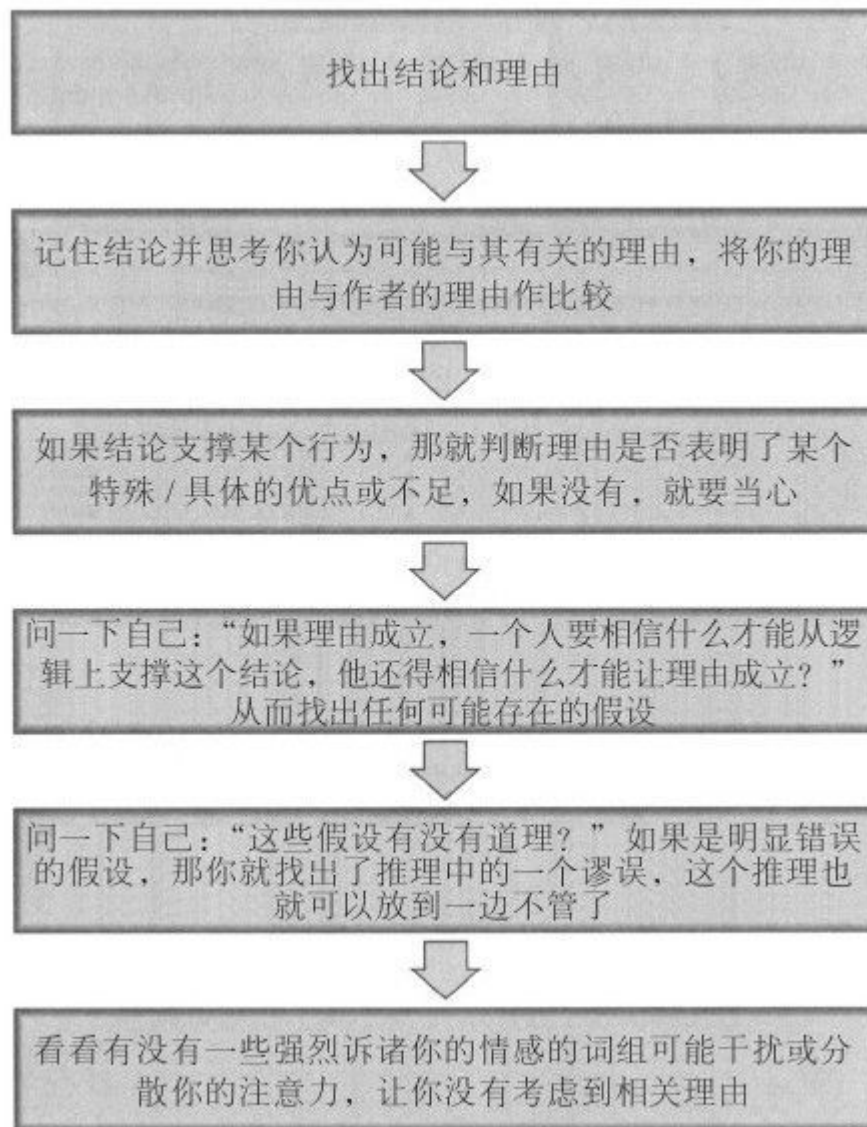 找出结论和理由
记住结论并思考你认为可能与其有关的理由，将你的理
由与作者的理由作比较
如果结论支撑某个行为，那就判断理由是否表明了某个
特殊/具体的优点或不足，如果没有，就要当心
问一下自己：“如果理由成立，一个人要相信什么才能从逻
辑上支撑这个结论，他还得相信什么才能让理由成立？”
从而找出任何可能存在的假设
问一下自己：“这些假设有没有道理？”如果是明显错误
的假设，那你就找出了推理中的一个谬误，这个推理也
就可以放到一边不管了
看看有没有一些强烈诉诸你的情感的词组可能干扰或分
散你的注意力，让你没有考虑到相关理由